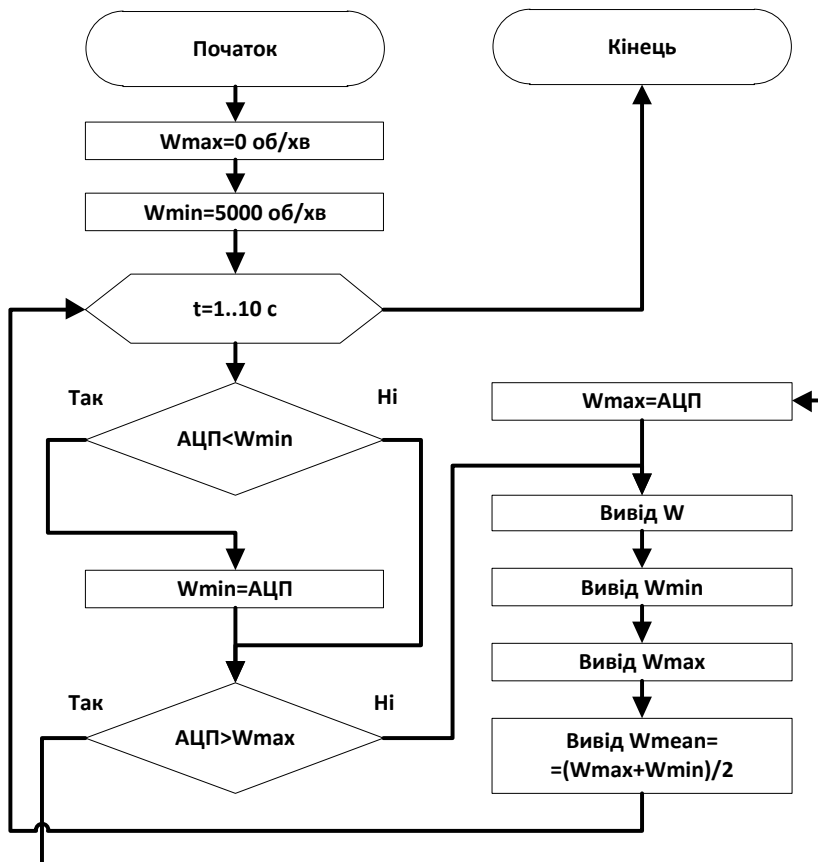 Початок
Кінець
Wmax=0 об/хв
Wmin=5000 об/хв
t=1..10 с
Так
Ні
АЦП<Wmin
Wmin=АЦП
Так
Ні
АЦП>Wmax
Wmax=АЦП
Вивід W
Вивід Wmin
Вивід Wmax
Вивід Wmean=
=(Wmax+Wmin)/2